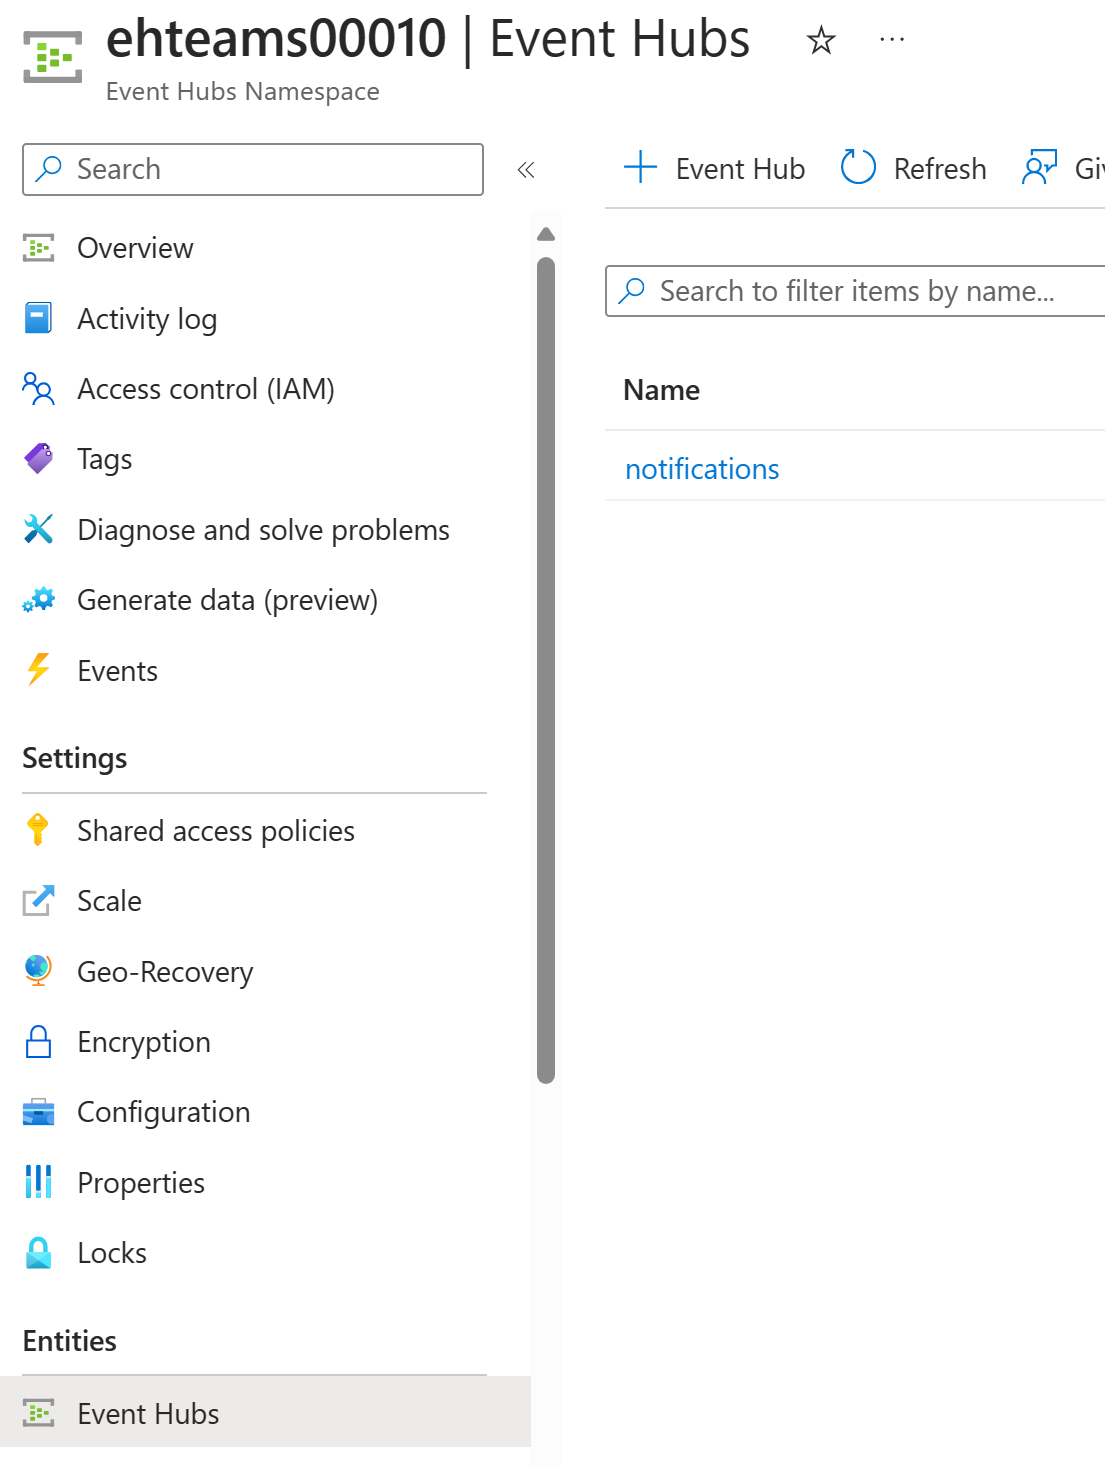 ehteams00010 | Event Hubs
Event Hubs Namespace
Search
Overview
Activity log
Access control (IAM)
Tags
Diagnose and solve problems
Generate data (preview)
Events
Settings
Shared access policies
Scale
Geo-Recovery
Encryption
Configuration
Properties
Locks
Entities
Event Hubs
Event Hub
Refresh
Search to filter items by name...
Name
notifications